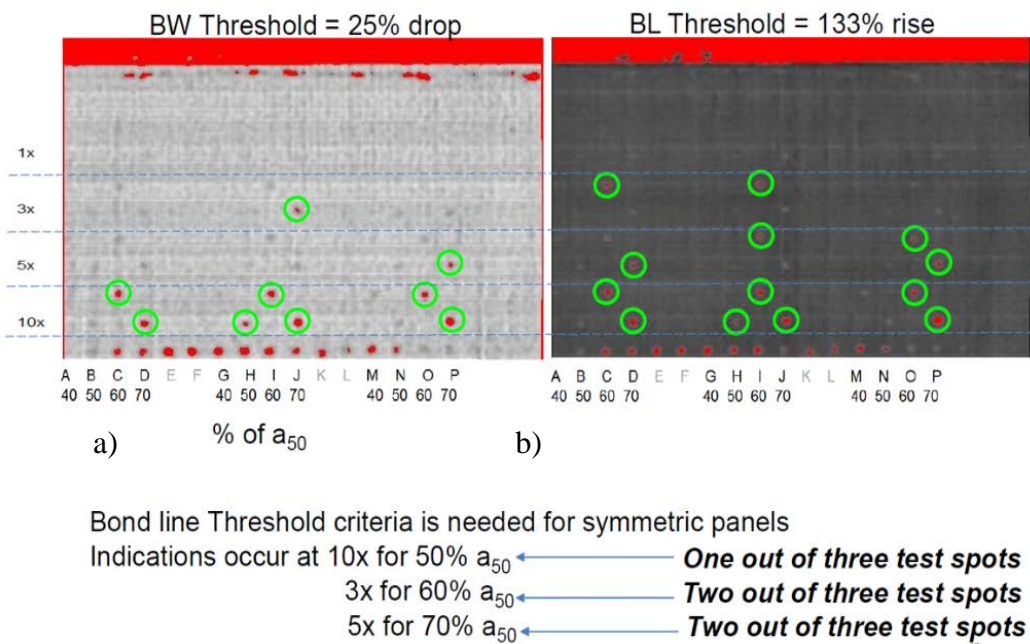 BW Threshold = 25% drop
BL Threshold = 133% rise
1x
3x
5x
10x
A B C D E F G H I J K L M N O P
40 50 60 70 40 50 60 70 40 50 60 70
A B C D E F G H I J K L M N O P
40 50 60 70 40 50 60 70 40 50 60 70
% of a50
a)
b)
Bond line Threshold criteria is needed for symmetric panels
Indications occur at 10x for 50% a50 One out of three test spots
3x for 60% a50 Two out of three test spots
5x for 70% a50 Two out of three test spots